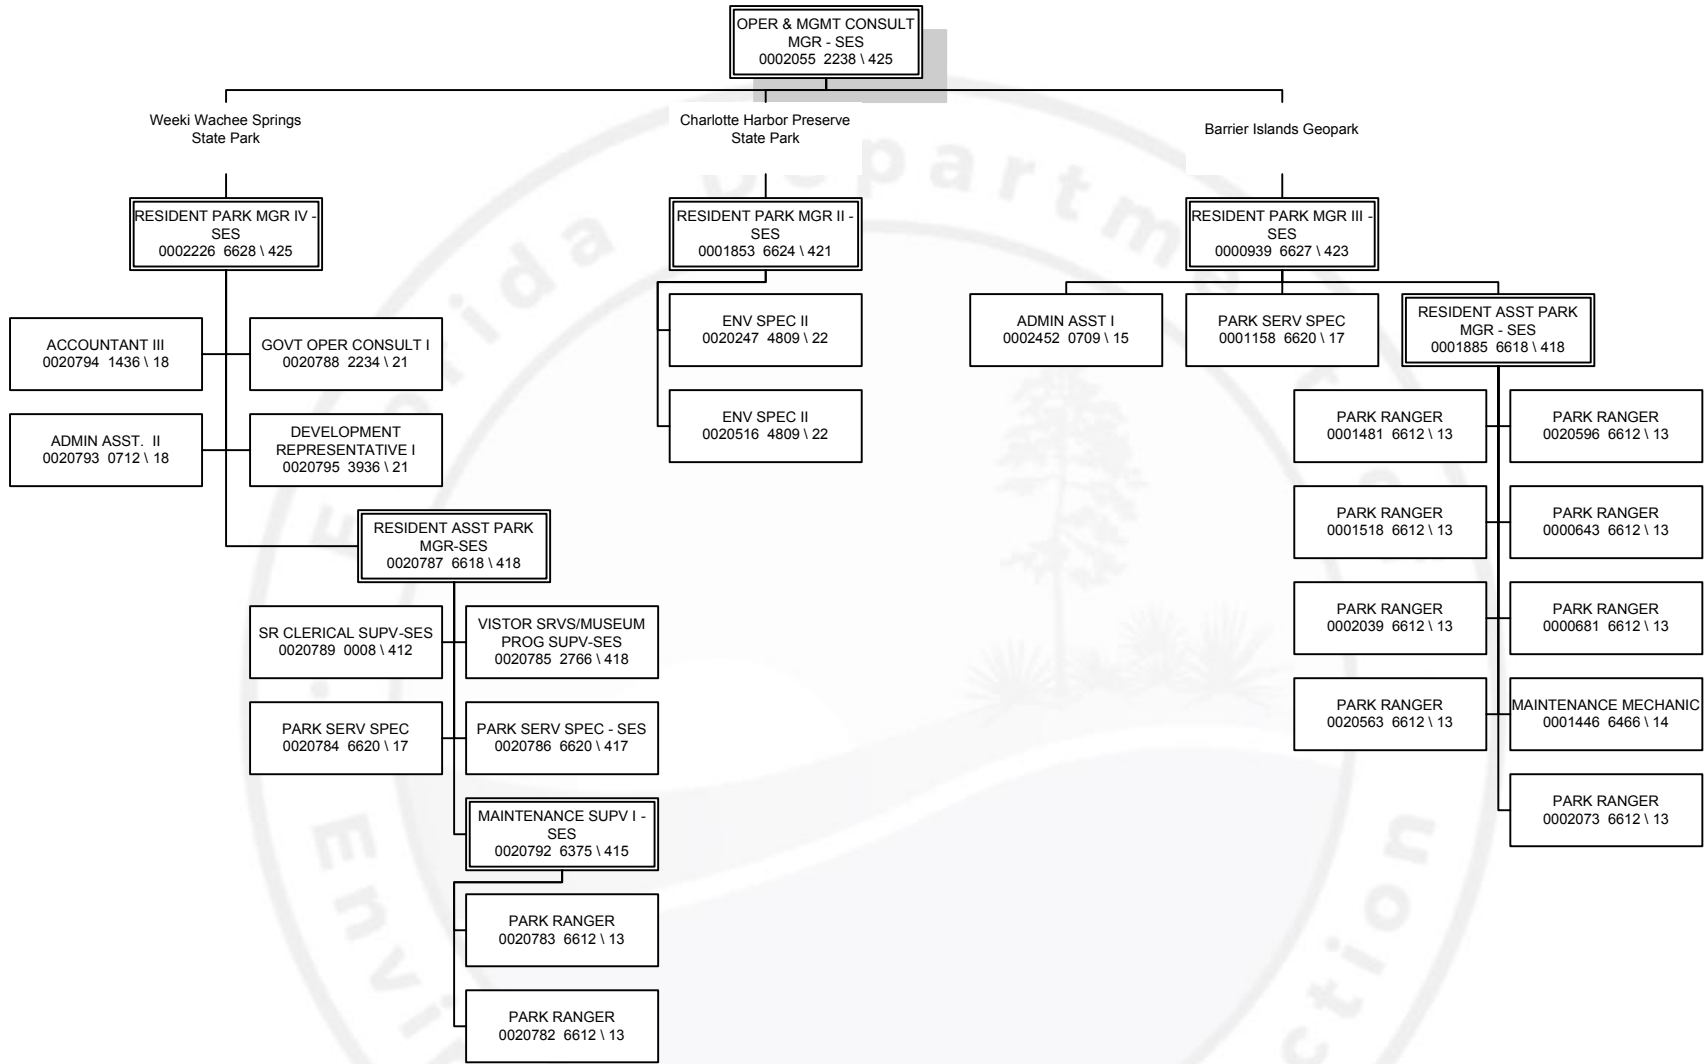 OPER & MGMT CONSULT
MGR - SES
0002055 2238 \ 425
Weeki Wachee Springs
State Park
Charlotte Harbor Preserve
State Park
Barrier Islands Geopark
RESIDENT PARK MGR IV -
SES
0002226 6628 \ 425
RESIDENT PARK MGR II -
SES
0001853 6624 \ 421
RESIDENT PARK MGR III -
SES
0000939 6627 \ 423
ACCOUNTANT III
0020794 1436 \ 18
GOVT OPER CONSULT I
0020788 2234 \ 21
ADMIN ASST. II
0020793 0712 \ 18
DEVELOPMENT
REPRESENTATIVE I
0020795 3936 \ 21
RESIDENT ASST PARK
MGR-SES
0020787 6618 \ 418
SR CLERICAL SUPV-SES
0020789 0008 \ 412
VISTOR SRVS/MUSEUM
PROG SUPV-SES
0020785 2766 \ 418
PARK SERV SPEC
0020784 6620 \ 17
PARK SERV SPEC - SES
0020786 6620 \ 417
MAINTENANCE SUPV I -
SES
0020792 6375 \ 415
PARK RANGER
0020783 6612 \ 13
PARK RANGER
0020782 6612 \ 13
ENV SPEC II
0020247 4809 \ 22
ENV SPEC II
0020516 4809 \ 22
ADMIN ASST I
0002452 0709 \ 15
PARK SERV SPEC
0001158 6620 \ 17
RESIDENT ASST PARK
MGR - SES
0001885 6618 \ 418
PARK RANGER
0001481 6612 \ 13
PARK RANGER
0020596 6612 \ 13
PARK RANGER
0001518 6612 \ 13
PARK RANGER
0000643 6612 \ 13
PARK RANGER
0002039 6612 \ 13
PARK RANGER
0000681 6612 \ 13
PARK RANGER
0020563 6612 \ 13
MAINTENANCE MECHANIC
0001446 6466 \ 14
PARK RANGER
0002073 6612 \ 13